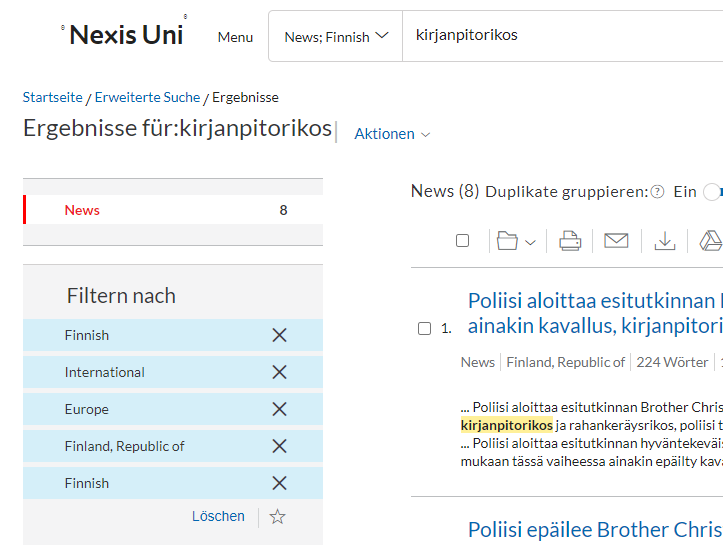 ® Nexis Uni ®
Menu
News; Finnish
kirjanpitorikos
Startseite / Erweiterte Suche / Ergebnisse
Ergebnisse für:kirjanpitorikos
Aktionen
News 8
News (8) Duplikate gruppieren: ? Ein
Filtern nach
Finnish
International
Europe
Finland, Republic of
Finnish
Löschen
1.
Poliisi aloittaa esitutkinnan
ainakin kavallus, kirjanpitori
News Finland, Republic of 224 Wörter
... Poliisi aloittaa esitutkinnan Brother Chris
kirjanpitorikos ja rahankeräysrikos, poliisi t
... Poliisi aloittaa esitutkinnan hyväntekeväis
mukaan tässä vaiheessa ainakin epäilty kava
Poliisi epäilee Brother Chris